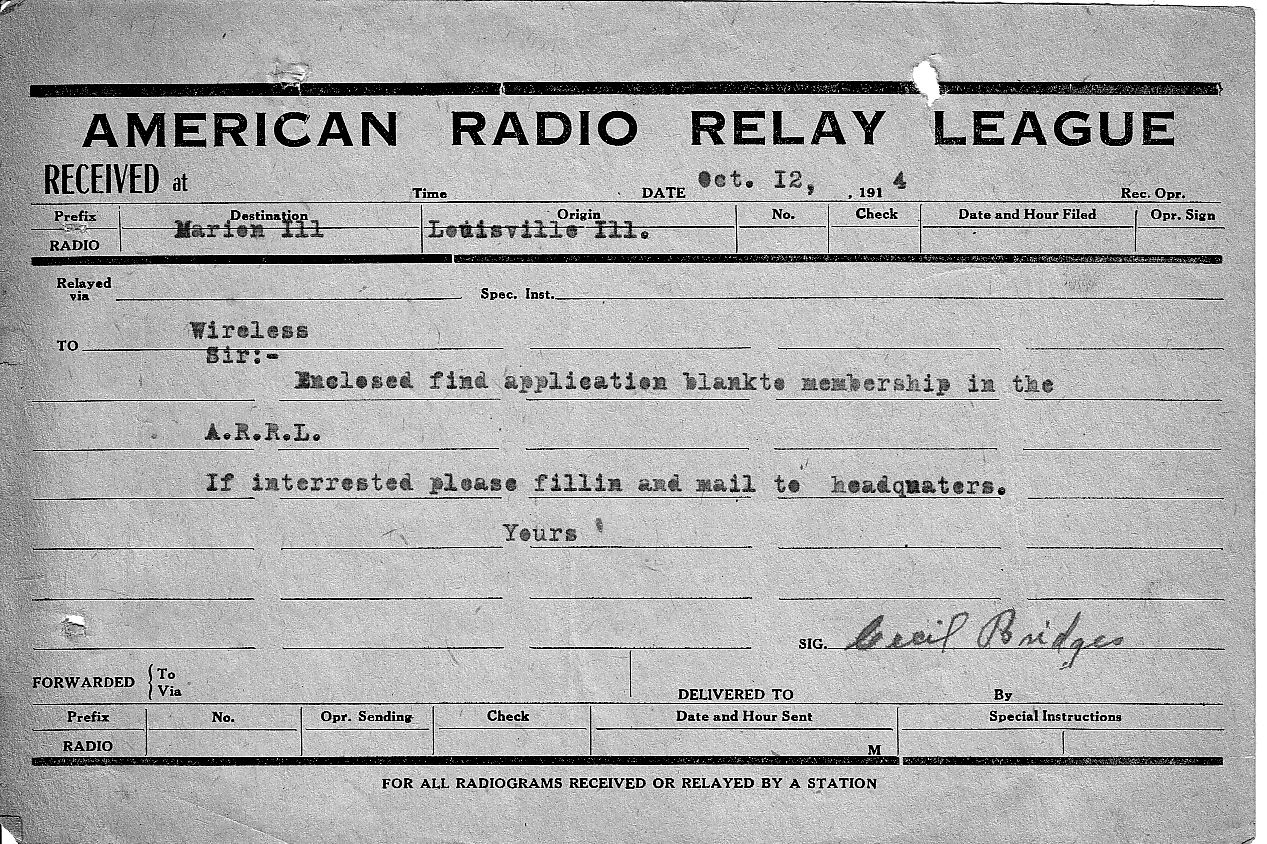 AMERICAN RADIO RELAY LEAGUE
RECEIVED at Time DATE Oct. 12, , 191 4 Rec. Opr.
Prefix Destination Origin No. Check Date and Hour Filed Opr. Sign
RADIO Marion Ill Louisville Ill.
Relayed via Spec. Inst.
TO Wireless
Sir:-
Enclosed find application blankto membership in the
A.R.R.L.
If interrested please fillin and mail to headquaters.
Yours
SIG. Cecil Bridges
FORWARDED { To
Via
DELIVERED TO By
Prefix No. Opr. Sending Check Date and Hour Sent Special Instructions
RADIO M
FOR ALL RADIOGRAMS RECEIVED OR RELAYED BY A STATION